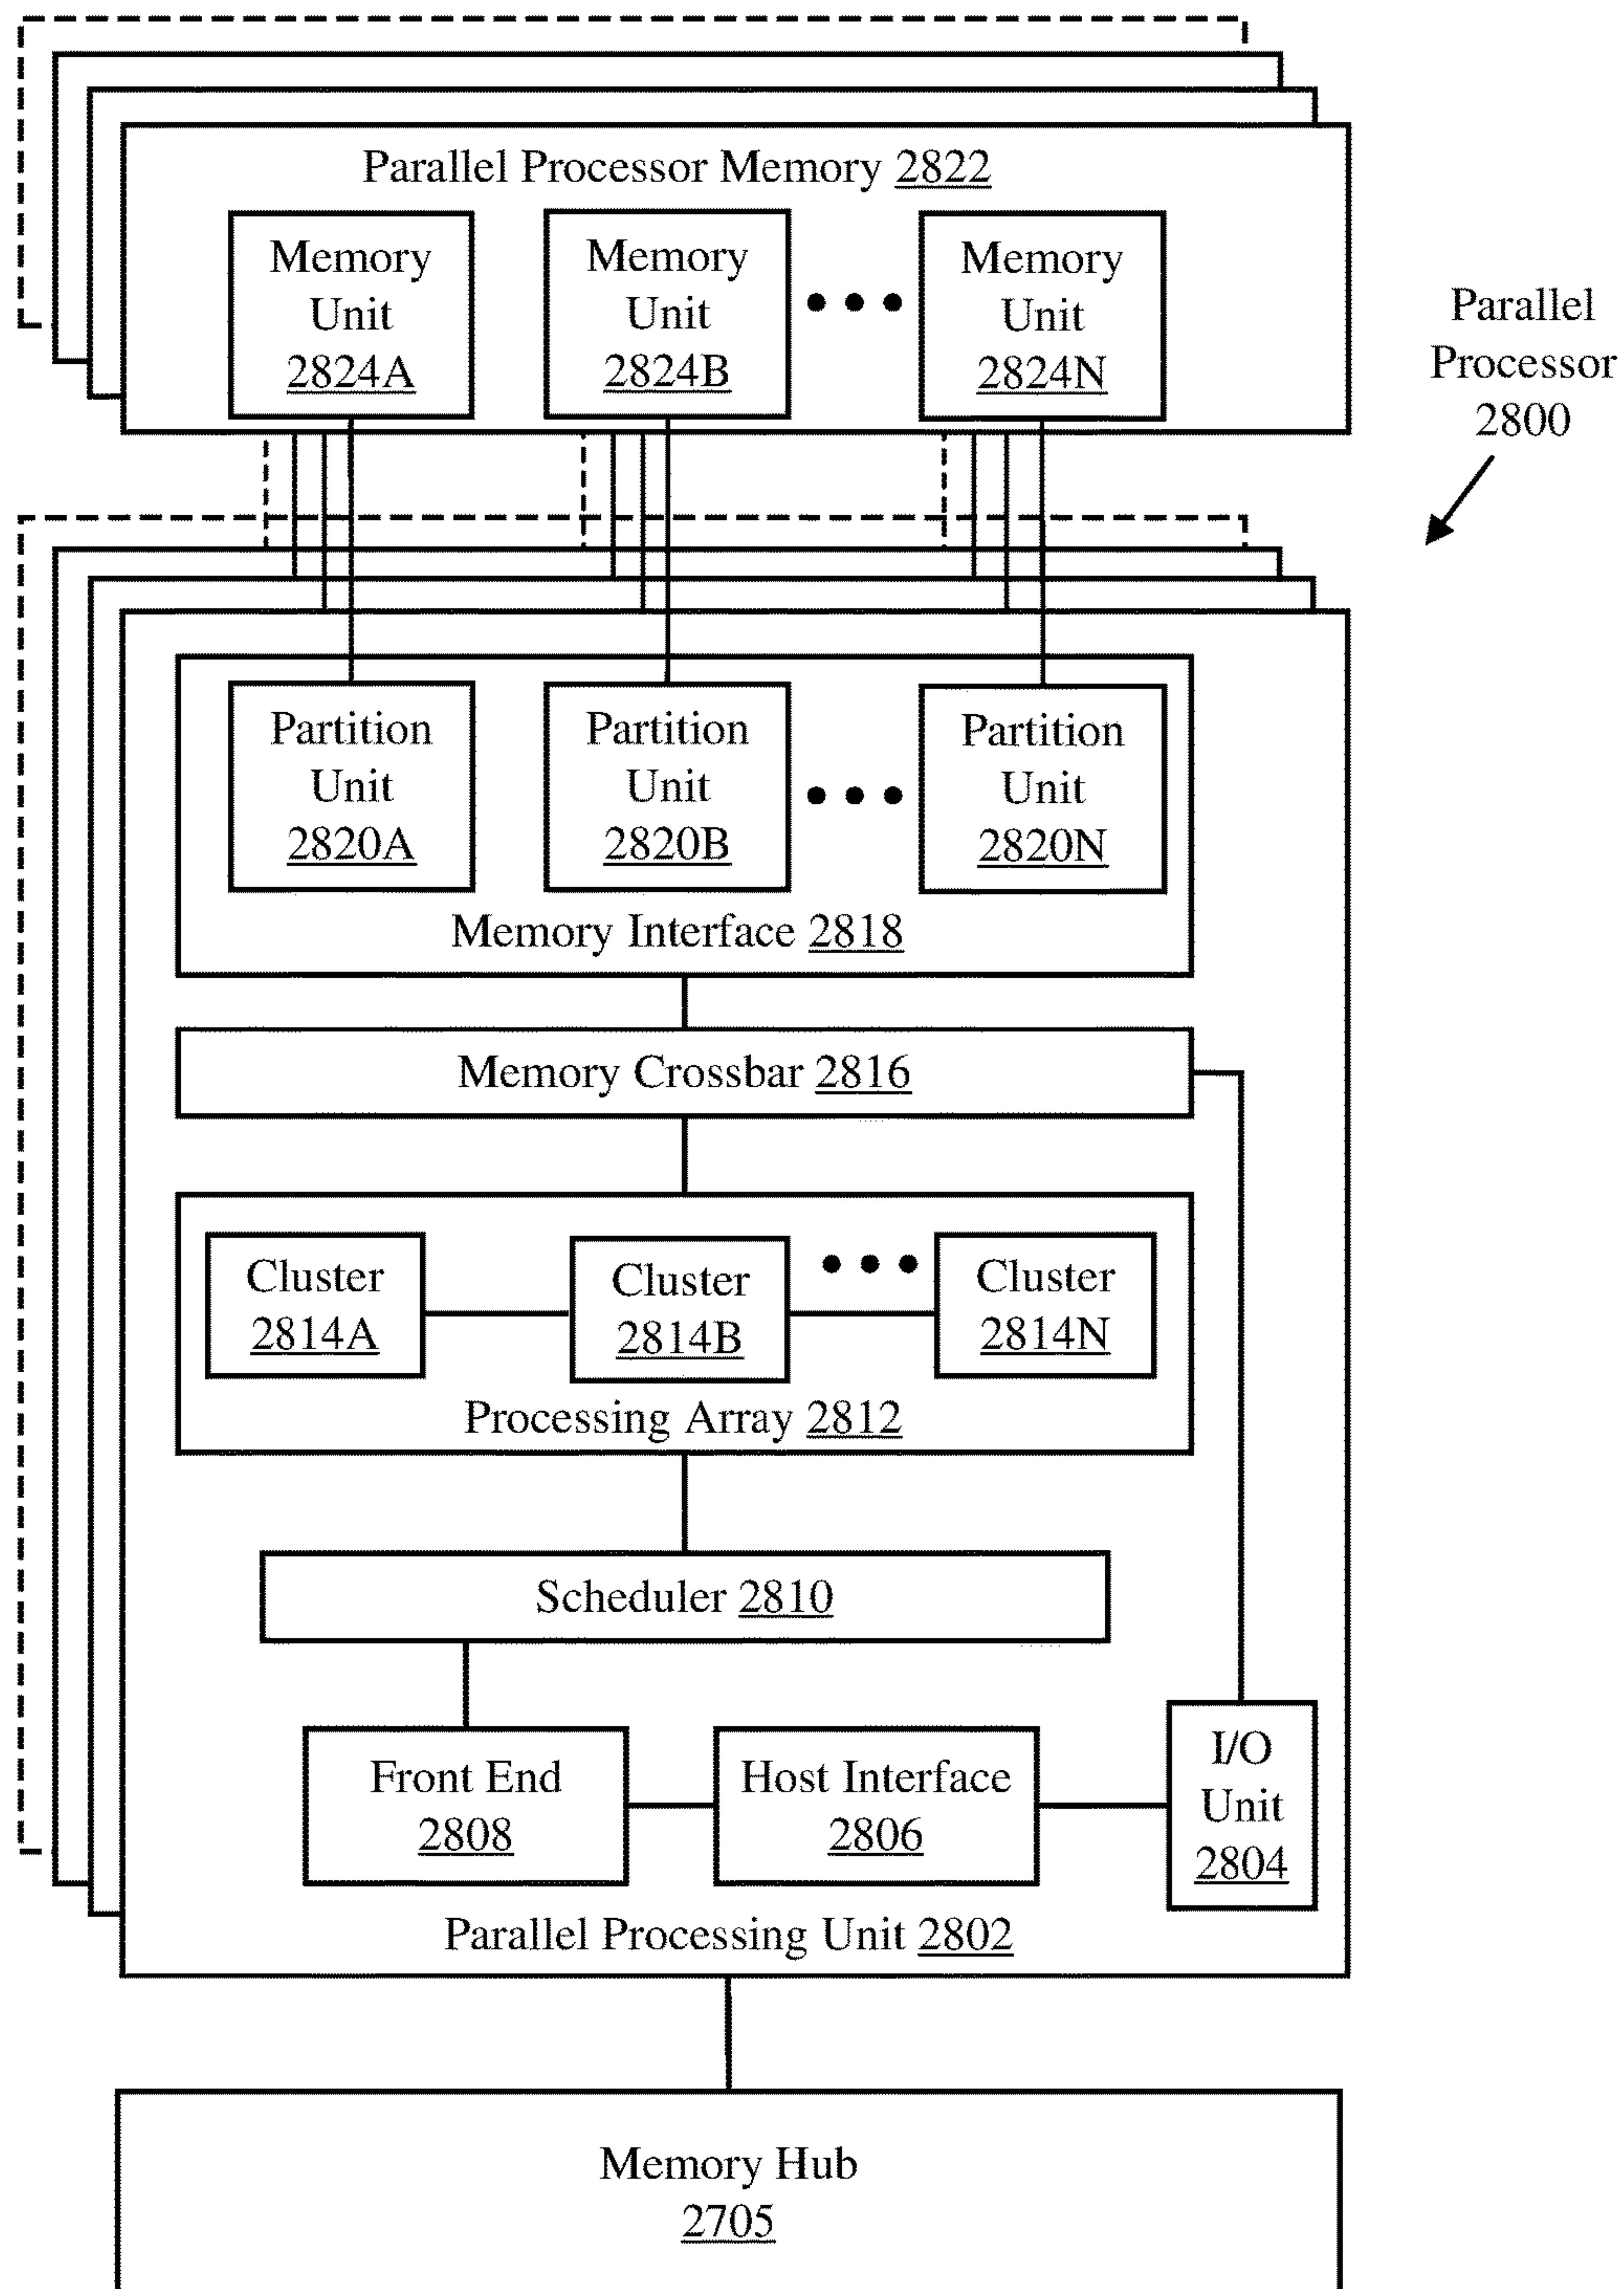 Parallel Processor Memory 2822
Memory
Unit
2824A
Memory
Unit
2824B
Memory
Unit
2824N
Parallel
Processor
2800
Partition
Unit
2820A
Partition
Unit
2820B
Partition
Unit
2820N
Memory Interface 2818
Memory Crossbar 2816
Cluster
2814A
Cluster
2814B
Cluster
2814N
Processing Array 2812
Scheduler 2810
Front End
2808
Host Interface
2806
I/O
Unit
2804
Parallel Processing Unit 2802
Memory Hub
2705